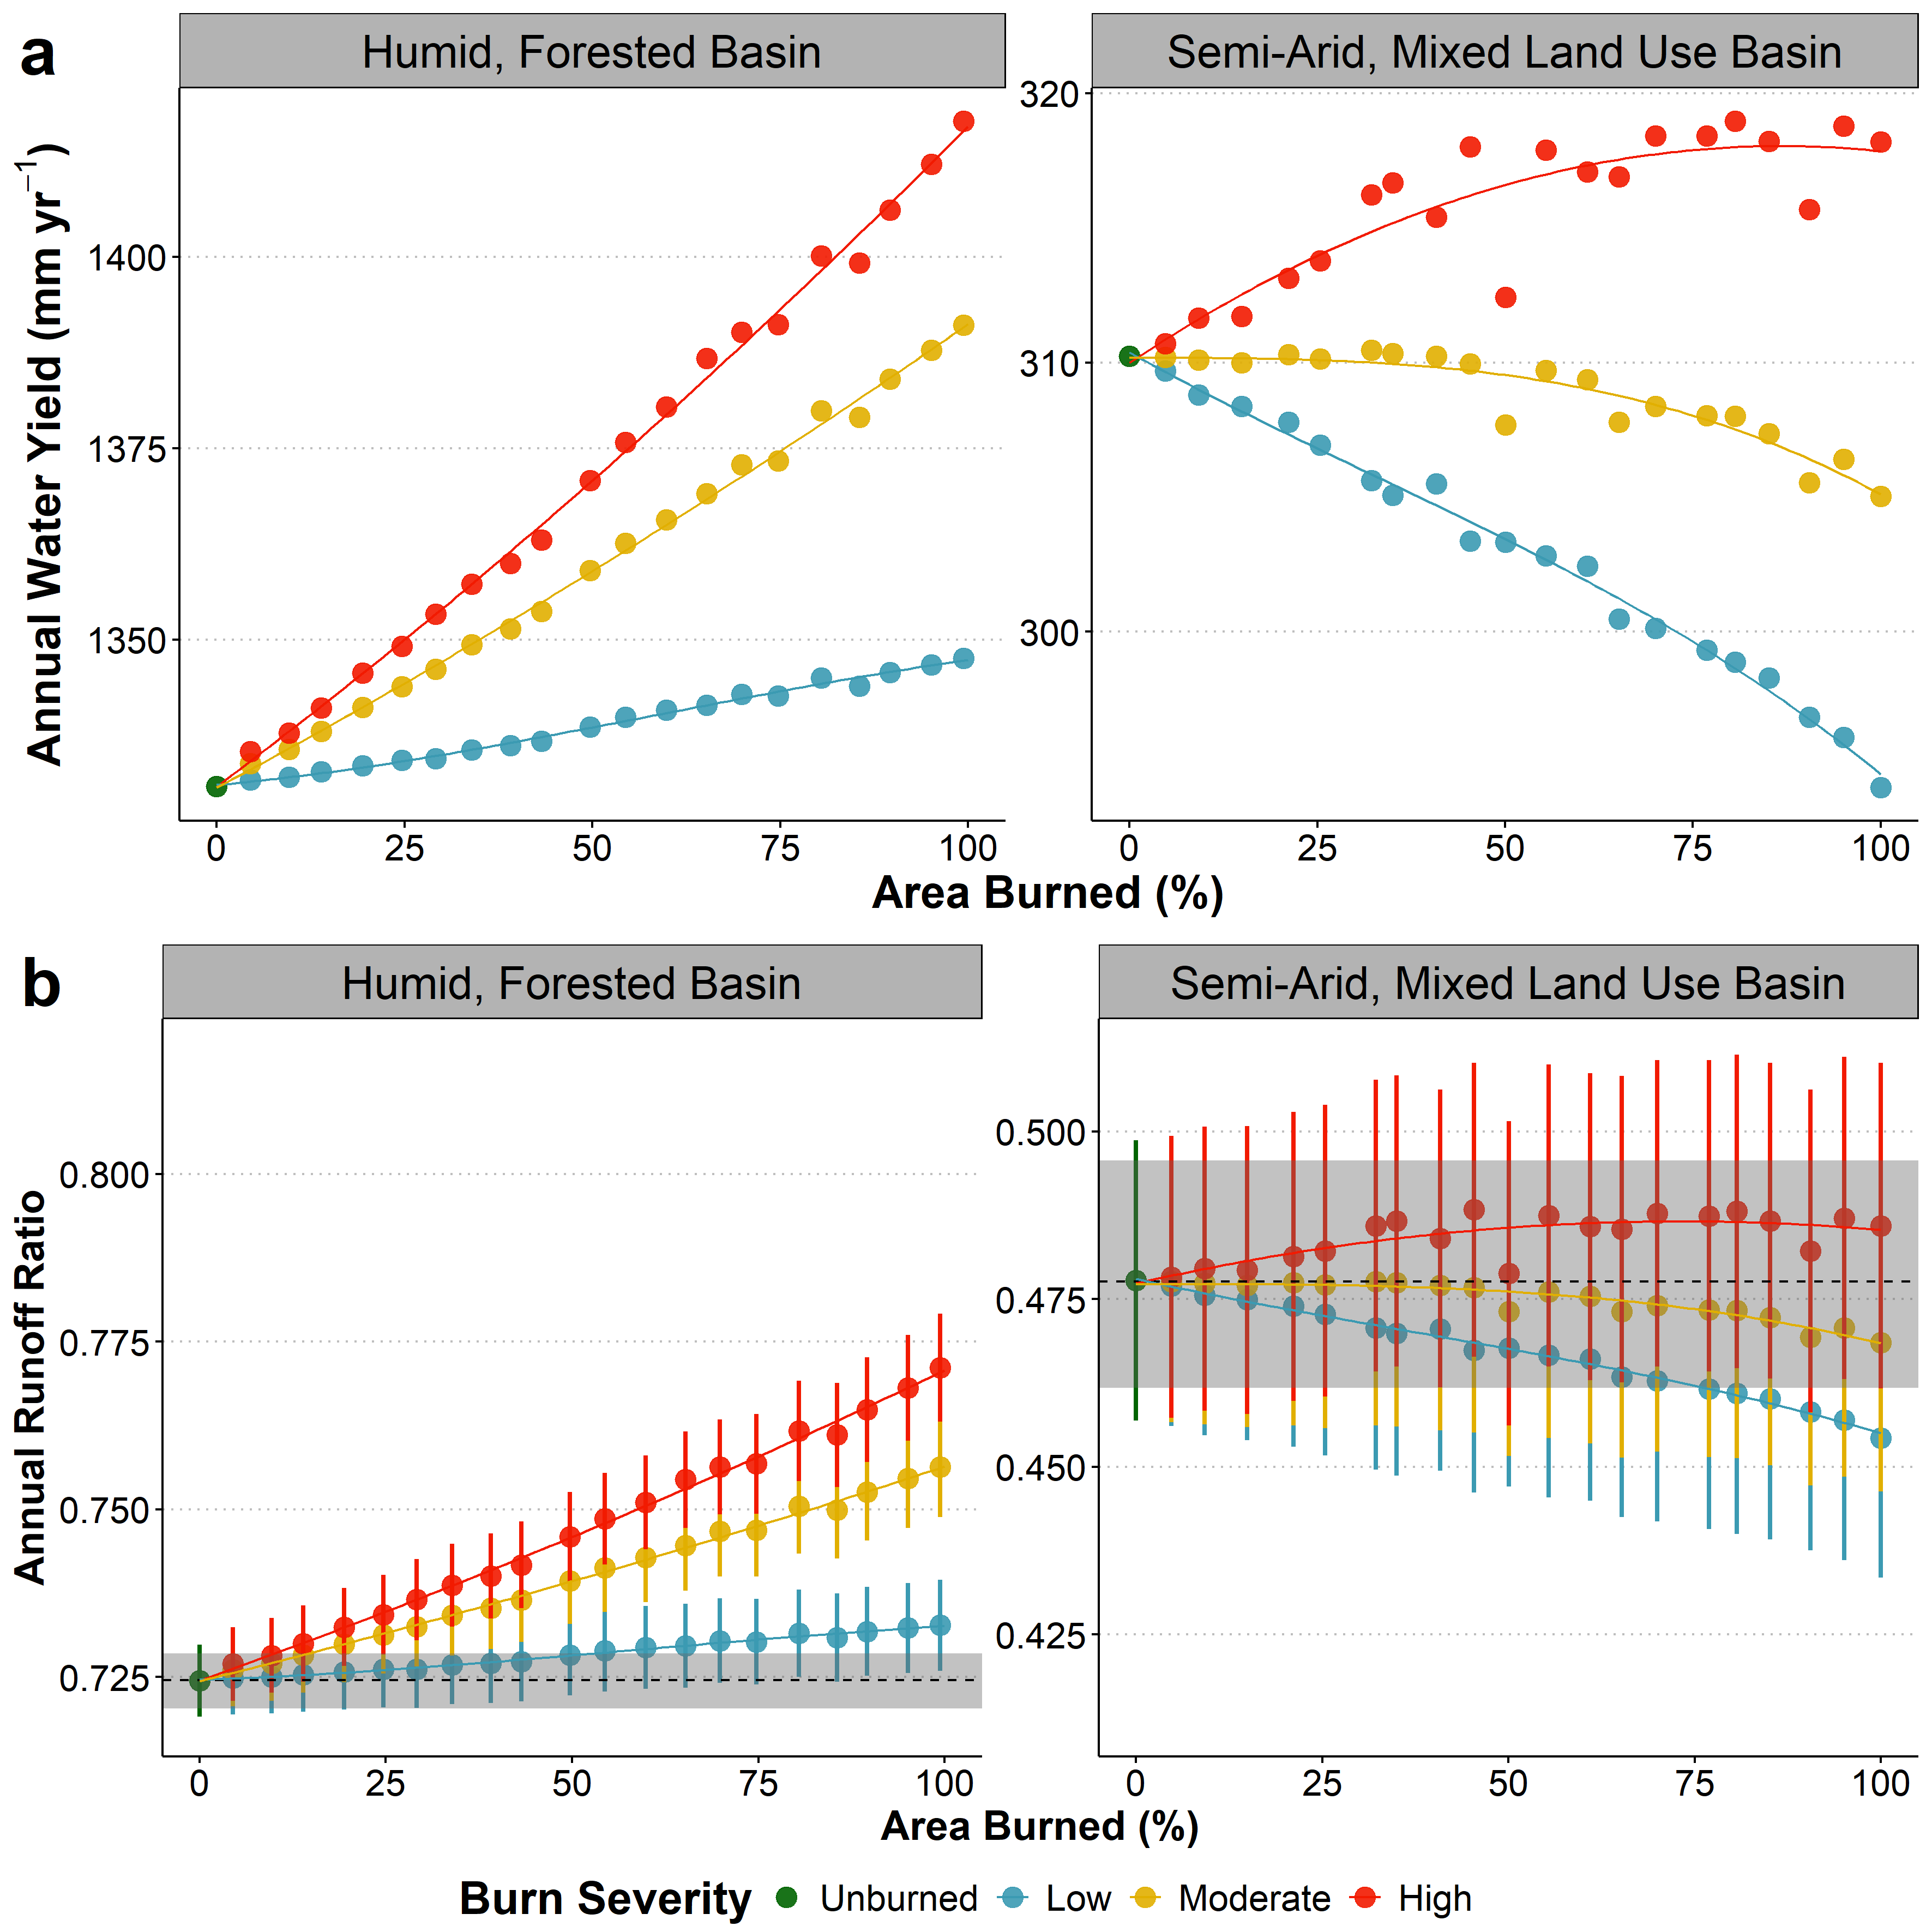 a
Humid, Forested Basin
Semi-Arid, Mixed Land Use Basin
Annual Water Yield (mm yr⁻¹)
1400
1375
1350
320
310
300
0 25 50 75 100
0 25 50 75 100
Area Burned (%)
b
Humid, Forested Basin
Semi-Arid, Mixed Land Use Basin
Annual Runoff Ratio
0.800
0.775
0.750
0.725
0.500
0.475
0.450
0.425
0 25 50 75 100
0 25 50 75 100
Area Burned (%)
Burn Severity Unburned Low Moderate High